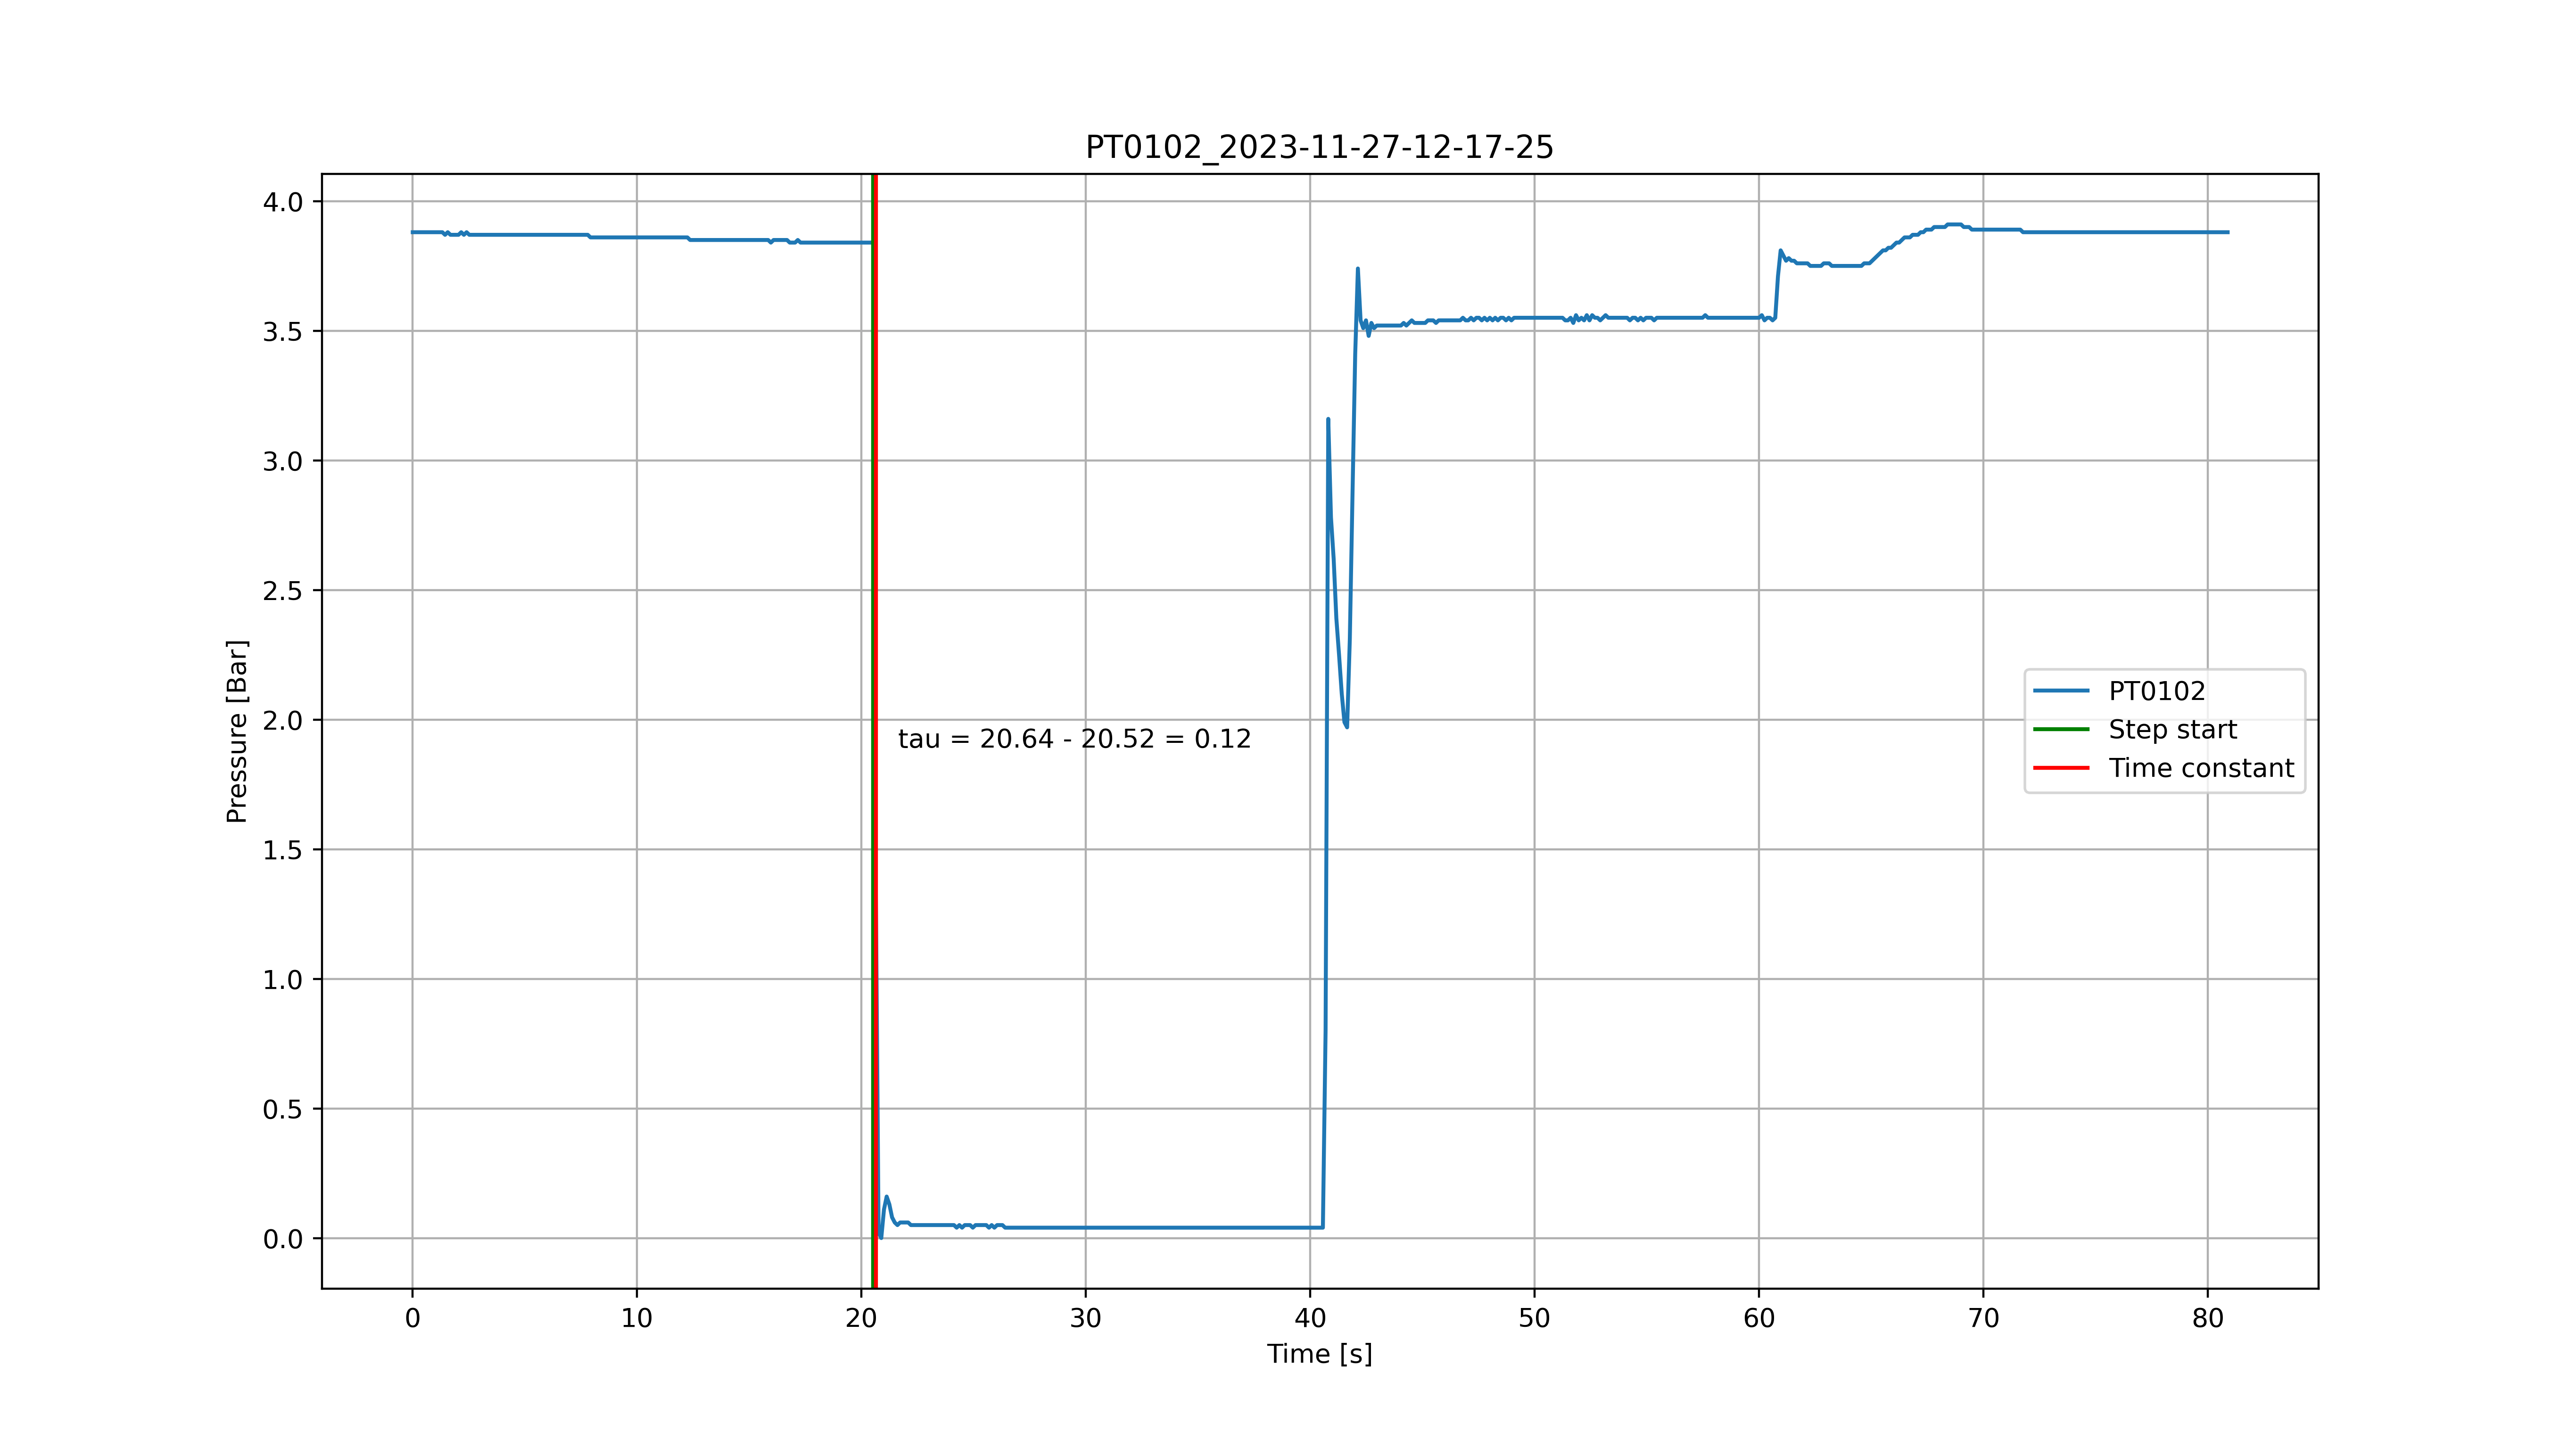 PT0102_2023-11-27-12-17-25
4.0
3.5
3.0
2.5
2.0
1.5
1.0
0.5
0.0
Pressure [Bar]
tau = 20.64 - 20.52 = 0.12
PT0102
Step start
Time constant
0 10 20 30 40 50 60 70 80
Time [s]